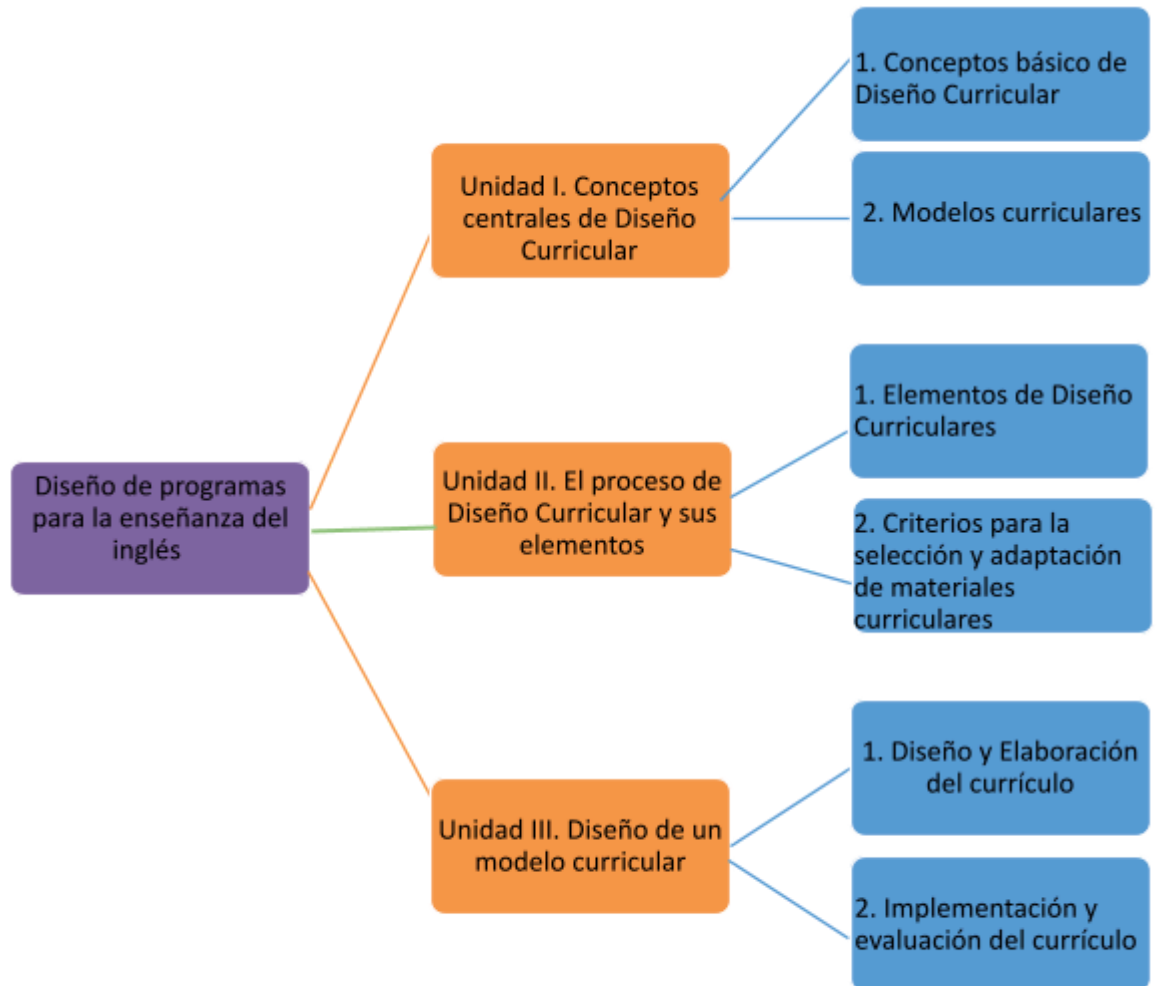 Diseño de programas
para la enseñanza del
inglés
Unidad I. Conceptos
centrales de Diseño
Curricular
1. Conceptos básico de
Diseño Curricular
2. Modelos curriculares
Unidad II. El proceso de
Diseño Curricular y sus
elementos
1. Elementos de Diseño
Curriculares
2. Criterios para la
selección y adaptación
de materiales
curriculares
Unidad III. Diseño de un
modelo curricular
1. Diseño y Elaboración
del currículo
2. Implementación y
evaluación del currículo